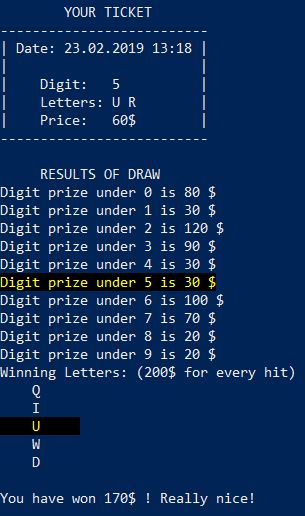 YOUR TICKET
--------------------------
| Date: 23.02.2019 13:18 |
|                        |
|    Digit:   5          |
|    Letters: U R        |
|    Price:   60$        |
--------------------------
RESULTS OF DRAW
Digit prize under 0 is 80 $
Digit prize under 1 is 30 $
Digit prize under 2 is 120 $
Digit prize under 3 is 90 $
Digit prize under 4 is 30 $
Digit prize under 5 is 30 $
Digit prize under 6 is 100 $
Digit prize under 7 is 70 $
Digit prize under 8 is 20 $
Digit prize under 9 is 20 $
Winning Letters: (200$ for every hit)
Q
I
U
W
D
You have won 170$ ! Really nice!